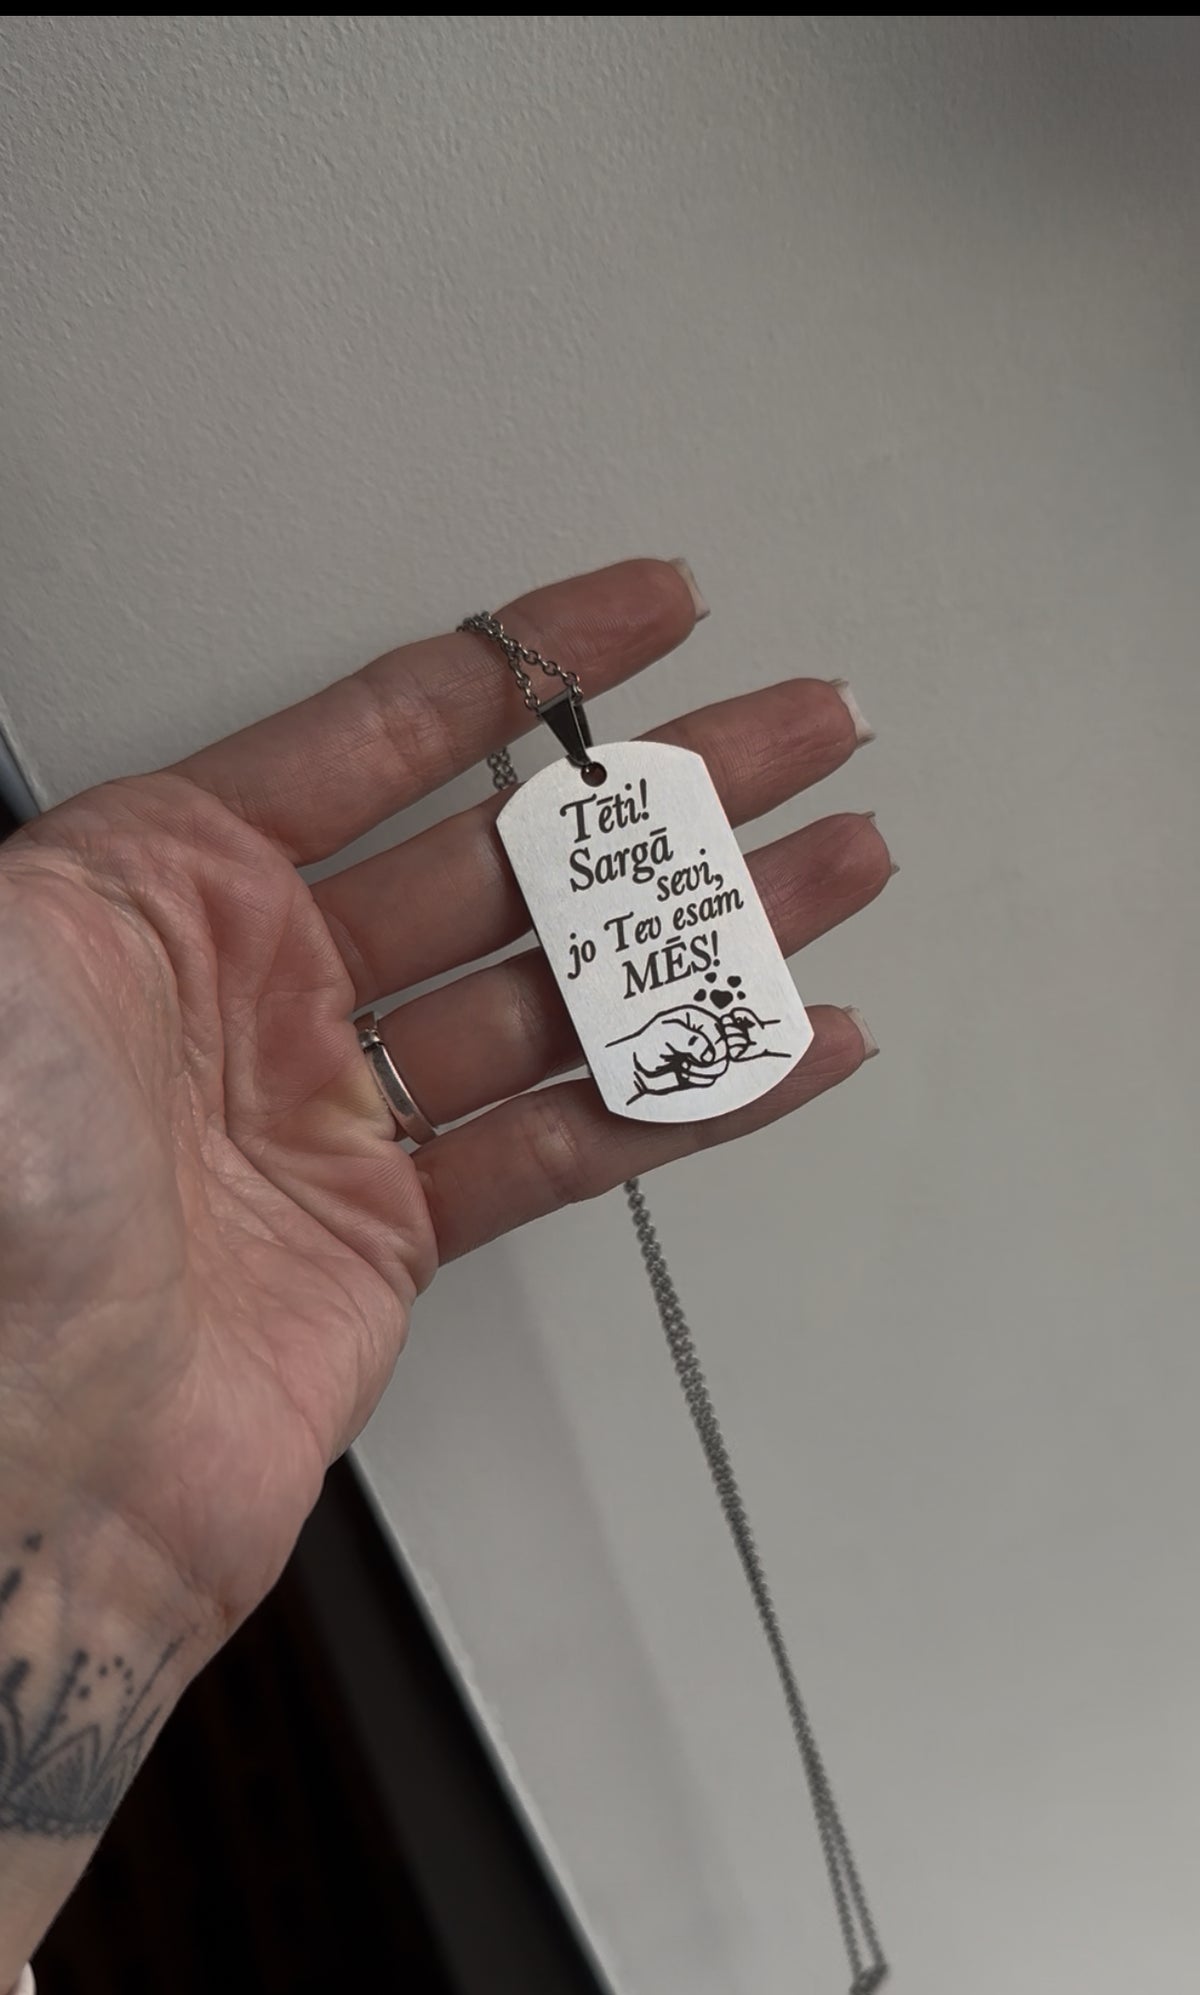 Tēti!
Sargā
sevi,
jo Tev esam
MĒS!